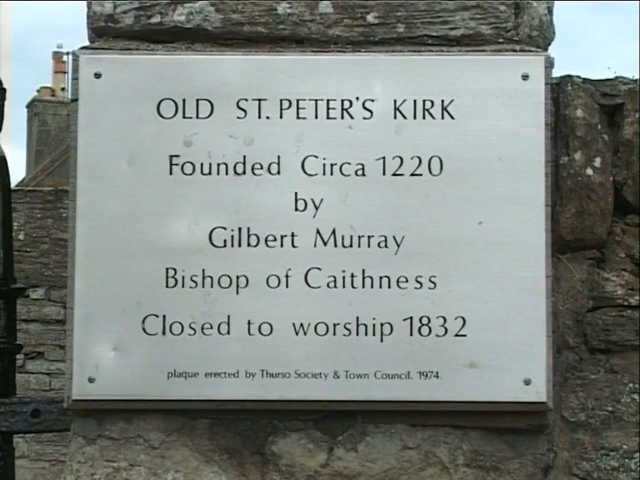 OLD ST. PETER'S KIRK
Founded Circa 1220
by
Gilbert Murray
Bishop of Caithness
Closed to worship 1832
plaque erected by Thurso Society & Town Council. 1974.